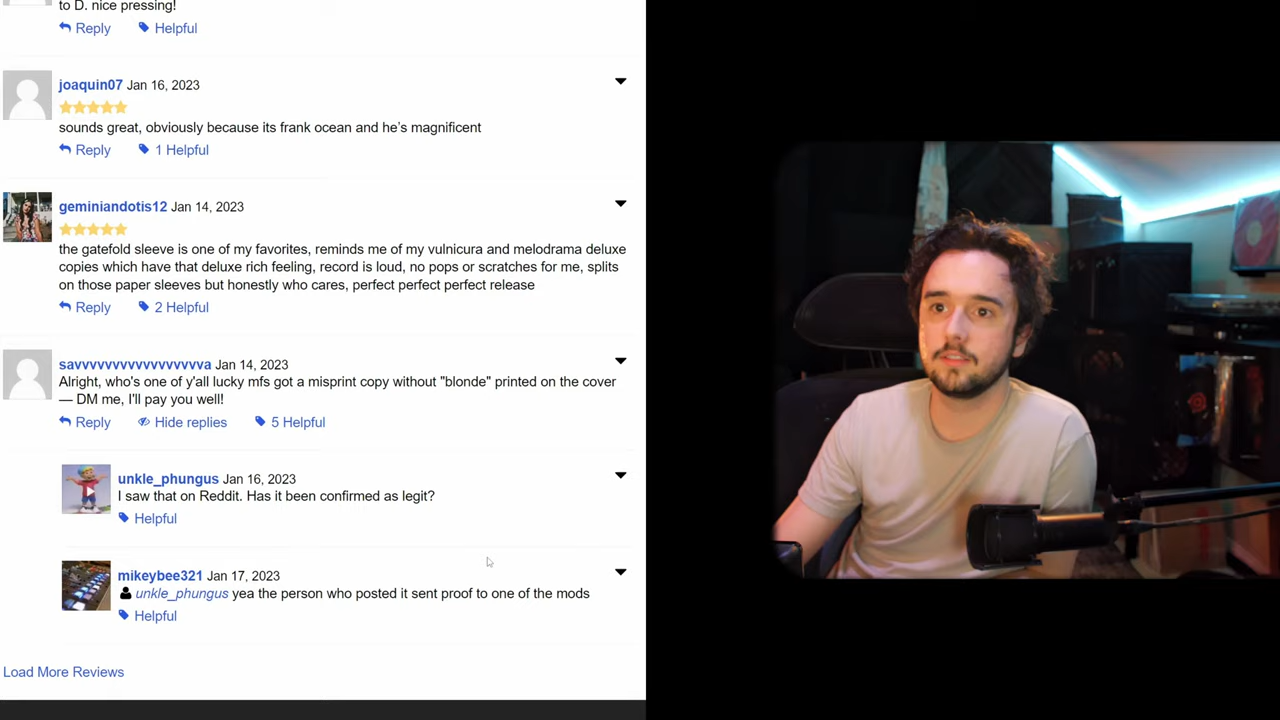 to D. nice pressing!
Reply Helpful
joaquin07 Jan 16, 2023
sounds great, obviously because its frank ocean and he's magnificent
Reply 1 Helpful
geminiandotis12 Jan 14, 2023
the gatefold sleeve is one of my favorites, reminds me of my vulnicura and melodrama deluxe
copies which have that deluxe rich feeling, record is loud, no pops or scratches for me, splits
on those paper sleeves but honestly who cares, perfect perfect perfect release
Reply 2 Helpful
savvvvvvvvvvvvvvvvva Jan 14, 2023
Alright, who's one of y'all lucky mfs got a misprint copy without "blonde" printed on the cover
— DM me, I'll pay you well!
Reply Hide replies 5 Helpful
unkle_phungus Jan 16, 2023
I saw that on Reddit. Has it been confirmed as legit?
Helpful
mikeybee321 Jan 17, 2023
unkle_phungus yea the person who posted it sent proof to one of the mods
Helpful
Load More Reviews